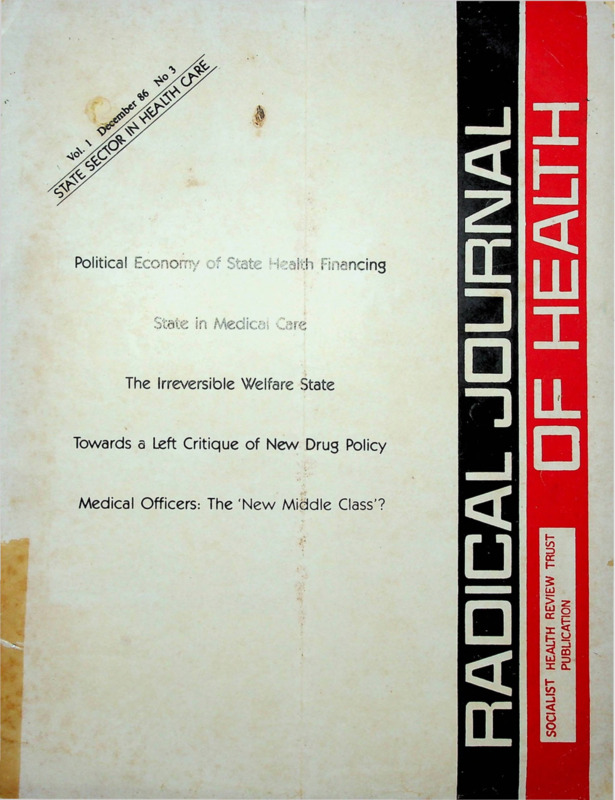 Vol. 1 December 86 No 3
STATE SECTOR IN HEALTH CARE
Political Economy of State Health Financing
State in Medical Care
The Irreversible Welfare State
Towards a Left Critique of New Drug Policy
Medical Officers: The 'New Middle Class'?
RADICAL JOURNAL
OF HEALTH
SOCIALIST HEALTH REVIEW TRUST
PUBLICATION